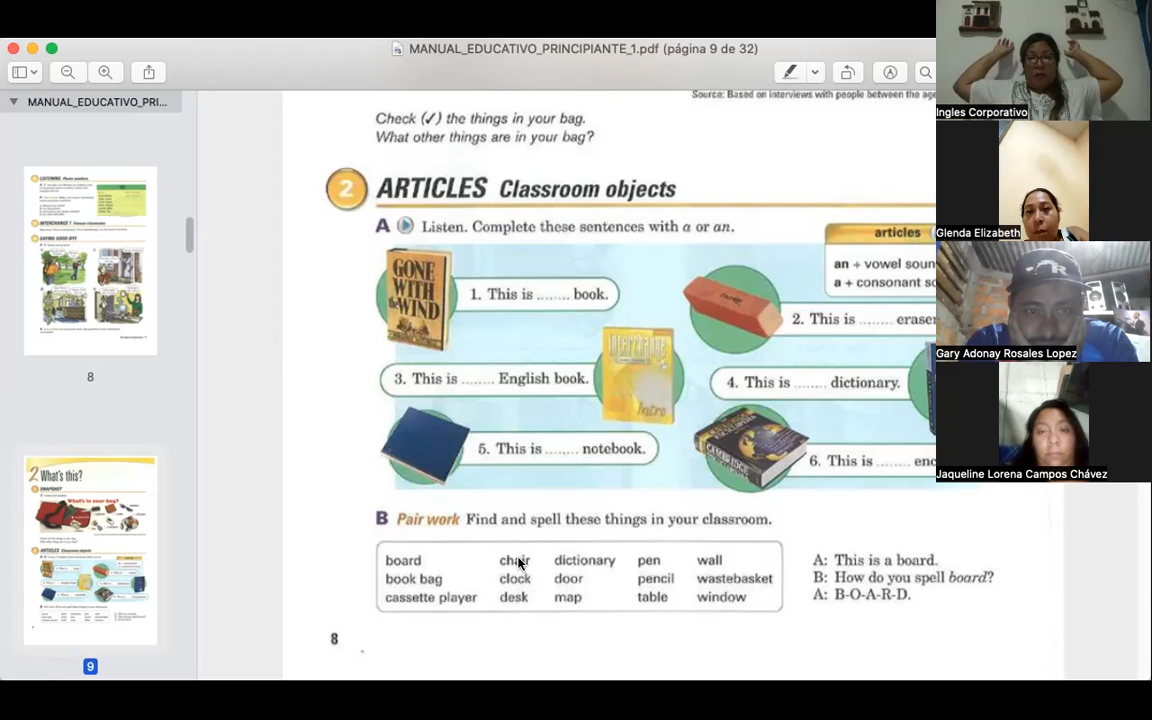 MANUAL_EDUCATIVO_PRINCIPIANTE_1.pdf (página 9 de 32)
MANUAL_EDUCATIVO_PRI...
8
2 What's this?
9
Source: Based on interviews with people between the age
Check (✓) the things in your bag.
What other things are in your bag?
2 ARTICLES Classroom objects
A Listen. Complete these sentences with a or an.
articles
an + vowel soun
a + consonant so
GONE
WITH
the WIND
1. This is ........ book.
2. This is ........ eraser
3. This is ........ English book.
Intro
4. This is ........ dictionary.
5. This is ........ notebook.
CAMBRIDGE
6. This is ........ enc
B Pair work Find and spell these things in your classroom.
board chair dictionary pen wall
book bag clock door pencil wastebasket
cassette player desk map table window
A: This is a board.
B: How do you spell board?
A: B-O-A-R-D.
8
Ingles Corporativo
Glenda Elizabeth
Gary Adonay Rosales Lopez
Jaqueline Lorena Campos Chávez